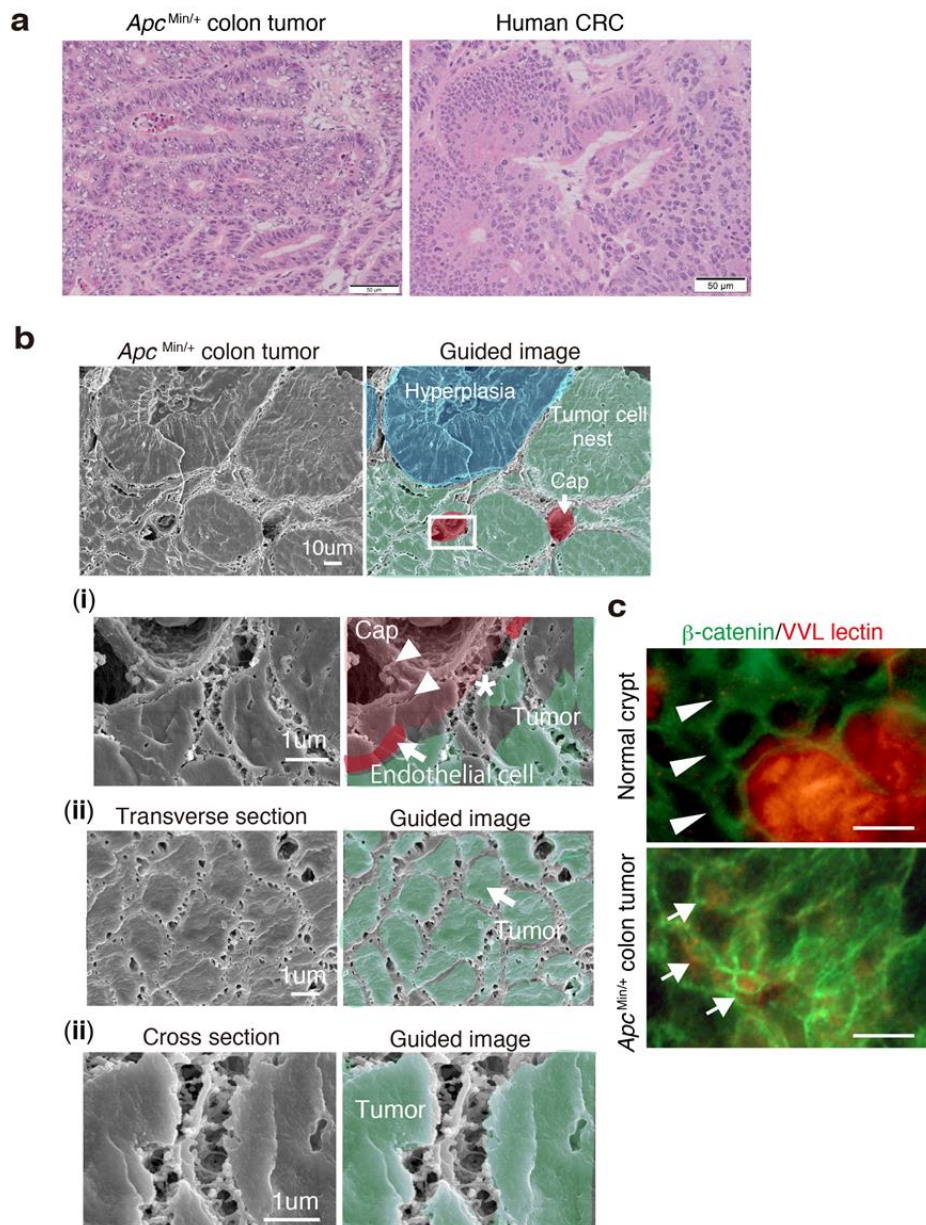 a
Apc Min/+ colon tumor
Human CRC
50 µm
50 µm
b
Apc Min/+ colon tumor
Guided image
Hyperplasia
Tumor cell
nest
Cap
10um
(i)
Cap
*
Tumor
1um
Endothelial cell
(ii)
Transverse section
Guided image
Tumor
1um
(ii)
Cross section
Guided image
Tumor
1um
c
β-catenin/VVL lectin
Normal crypt
Apc Min/+ colon tumor